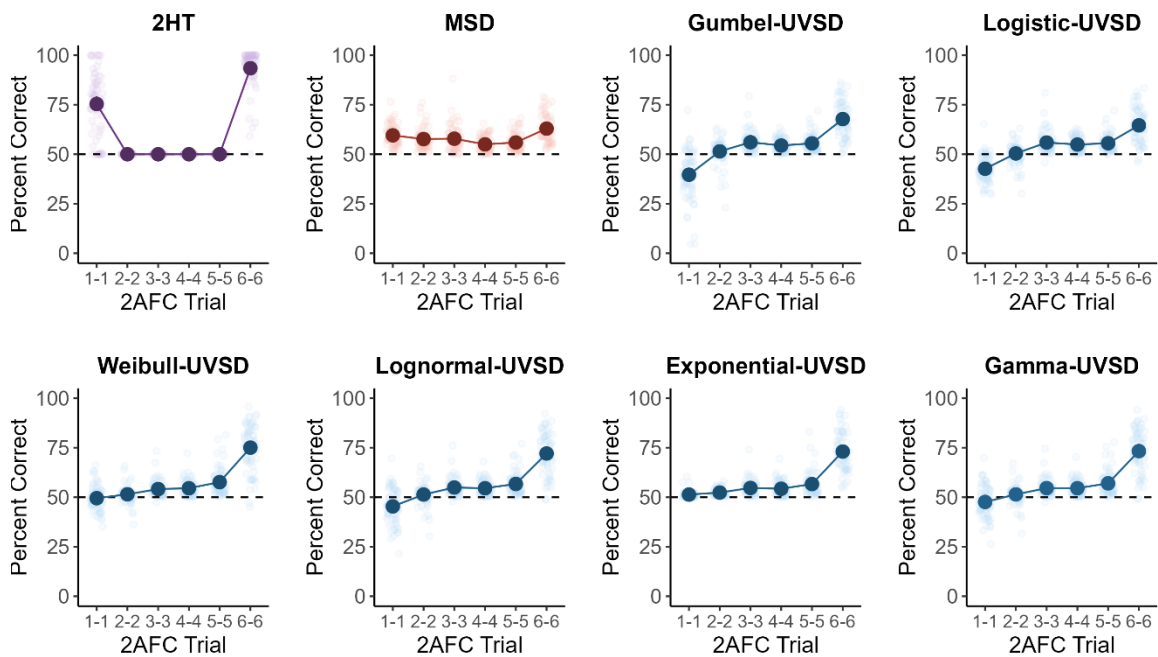 2HT
MSD
Gumbel-UVSD
Logistic-UVSD
Percent Correct
100
75
50
25
0
1-1 2-2 3-3 4-4 5-5 6-6
2AFC Trial
Percent Correct
100
75
50
25
0
1-1 2-2 3-3 4-4 5-5 6-6
2AFC Trial
Percent Correct
100
75
50
25
0
1-1 2-2 3-3 4-4 5-5 6-6
2AFC Trial
Percent Correct
100
75
50
25
0
1-1 2-2 3-3 4-4 5-5 6-6
2AFC Trial
Weibull-UVSD
Lognormal-UVSD
Exponential-UVSD
Gamma-UVSD
Percent Correct
100
75
50
25
0
1-1 2-2 3-3 4-4 5-5 6-6
2AFC Trial
Percent Correct
100
75
50
25
0
1-1 2-2 3-3 4-4 5-5 6-6
2AFC Trial
Percent Correct
100
75
50
25
0
1-1 2-2 3-3 4-4 5-5 6-6
2AFC Trial
Percent Correct
100
75
50
25
0
1-1 2-2 3-3 4-4 5-5 6-6
2AFC Trial